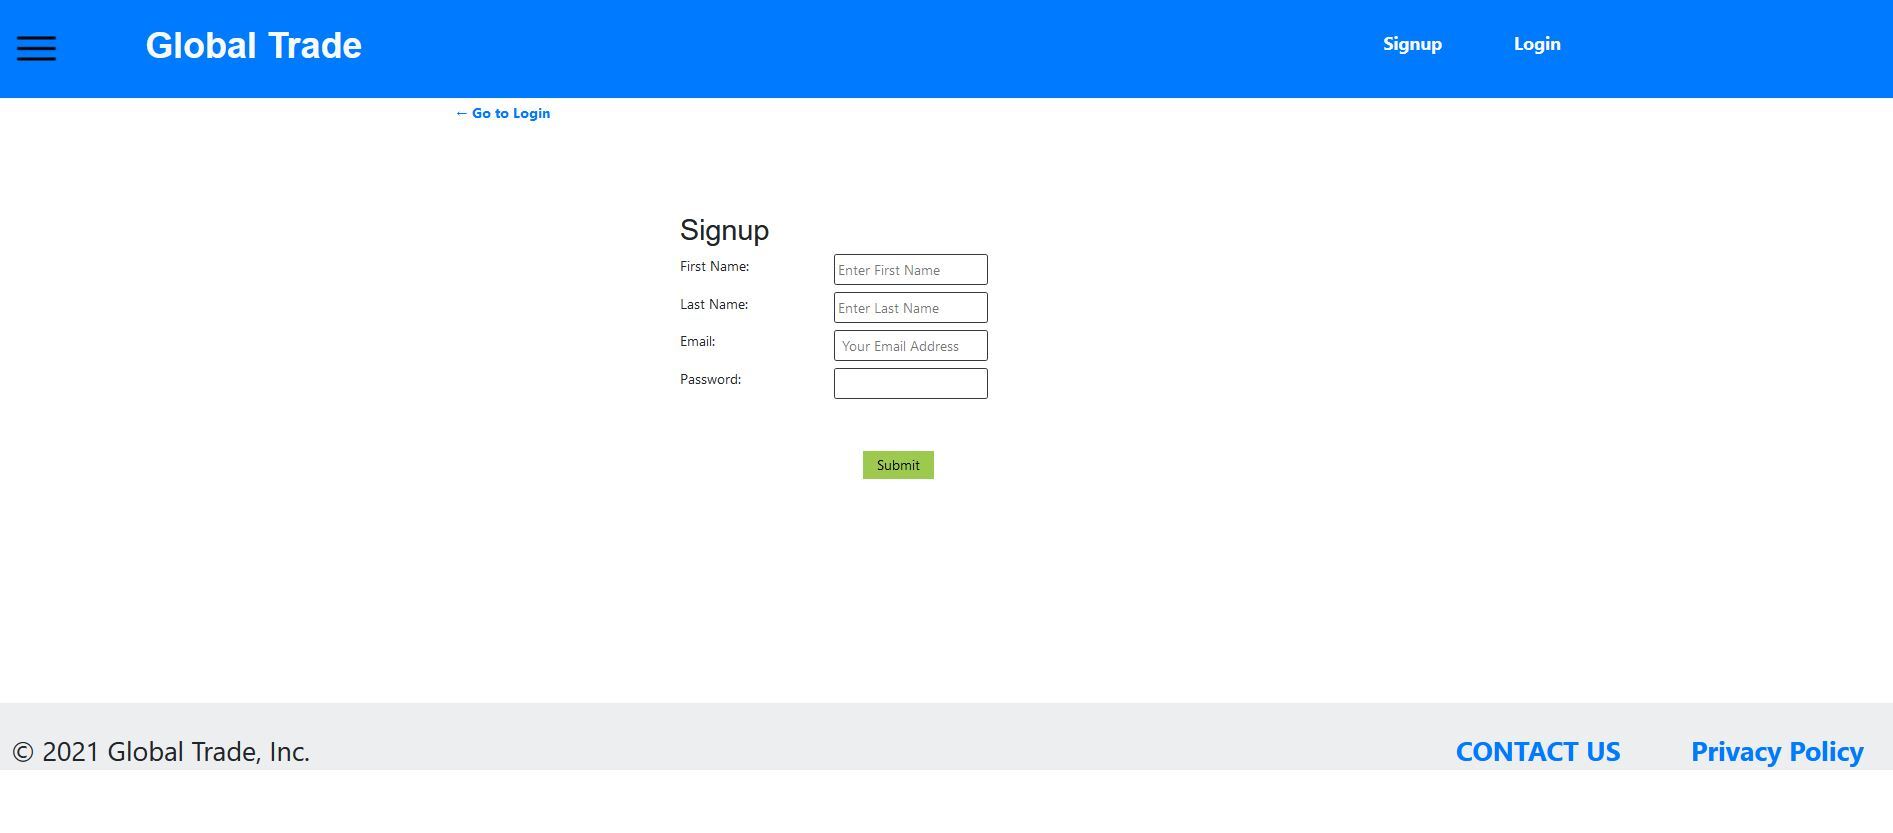 Global Trade
Signup
Login
← Go to Login
Signup
First Name:
Enter First Name
Last Name:
Enter Last Name
Email:
Your Email Address
Password:
Submit
© 2021 Global Trade, Inc.
CONTACT US
Privacy Policy